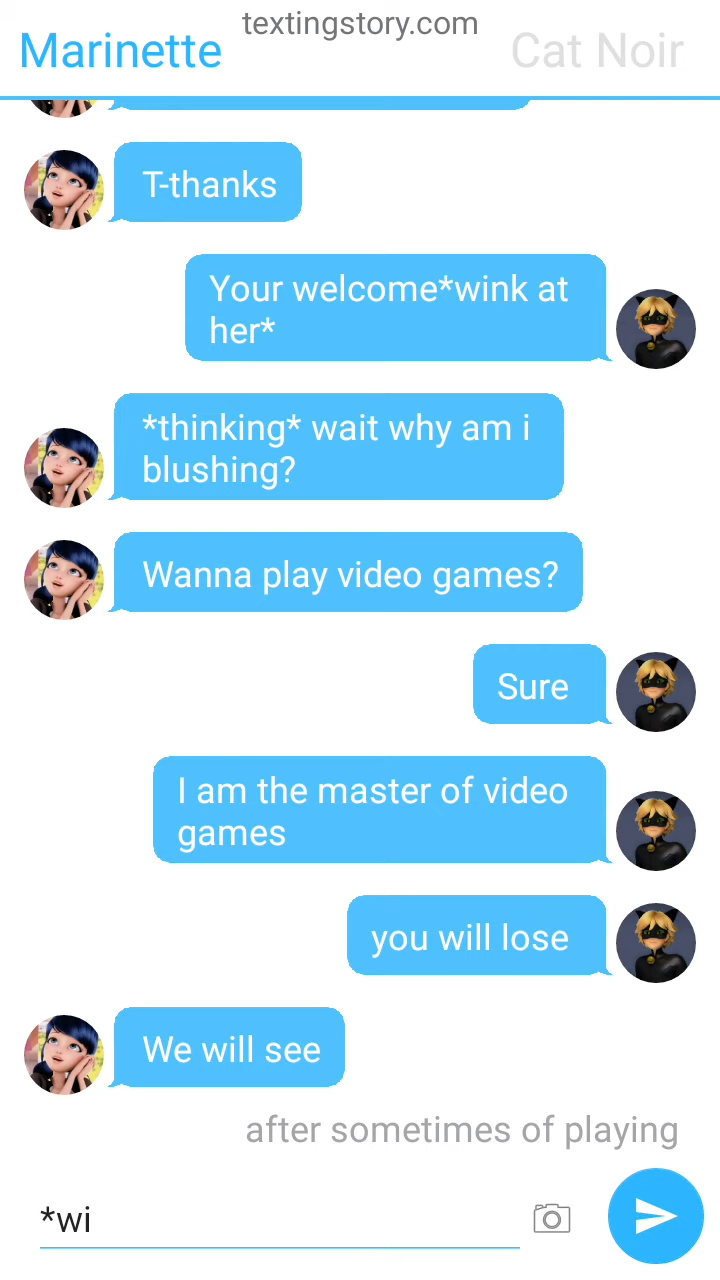 textingstory.com
Marinette
Cat Noir
T-thanks
Your welcome*wink at
her*
*thinking* wait why am i
blushing?
Wanna play video games?
Sure
I am the master of video
games
you will lose
We will see
after sometimes of playing
*wi